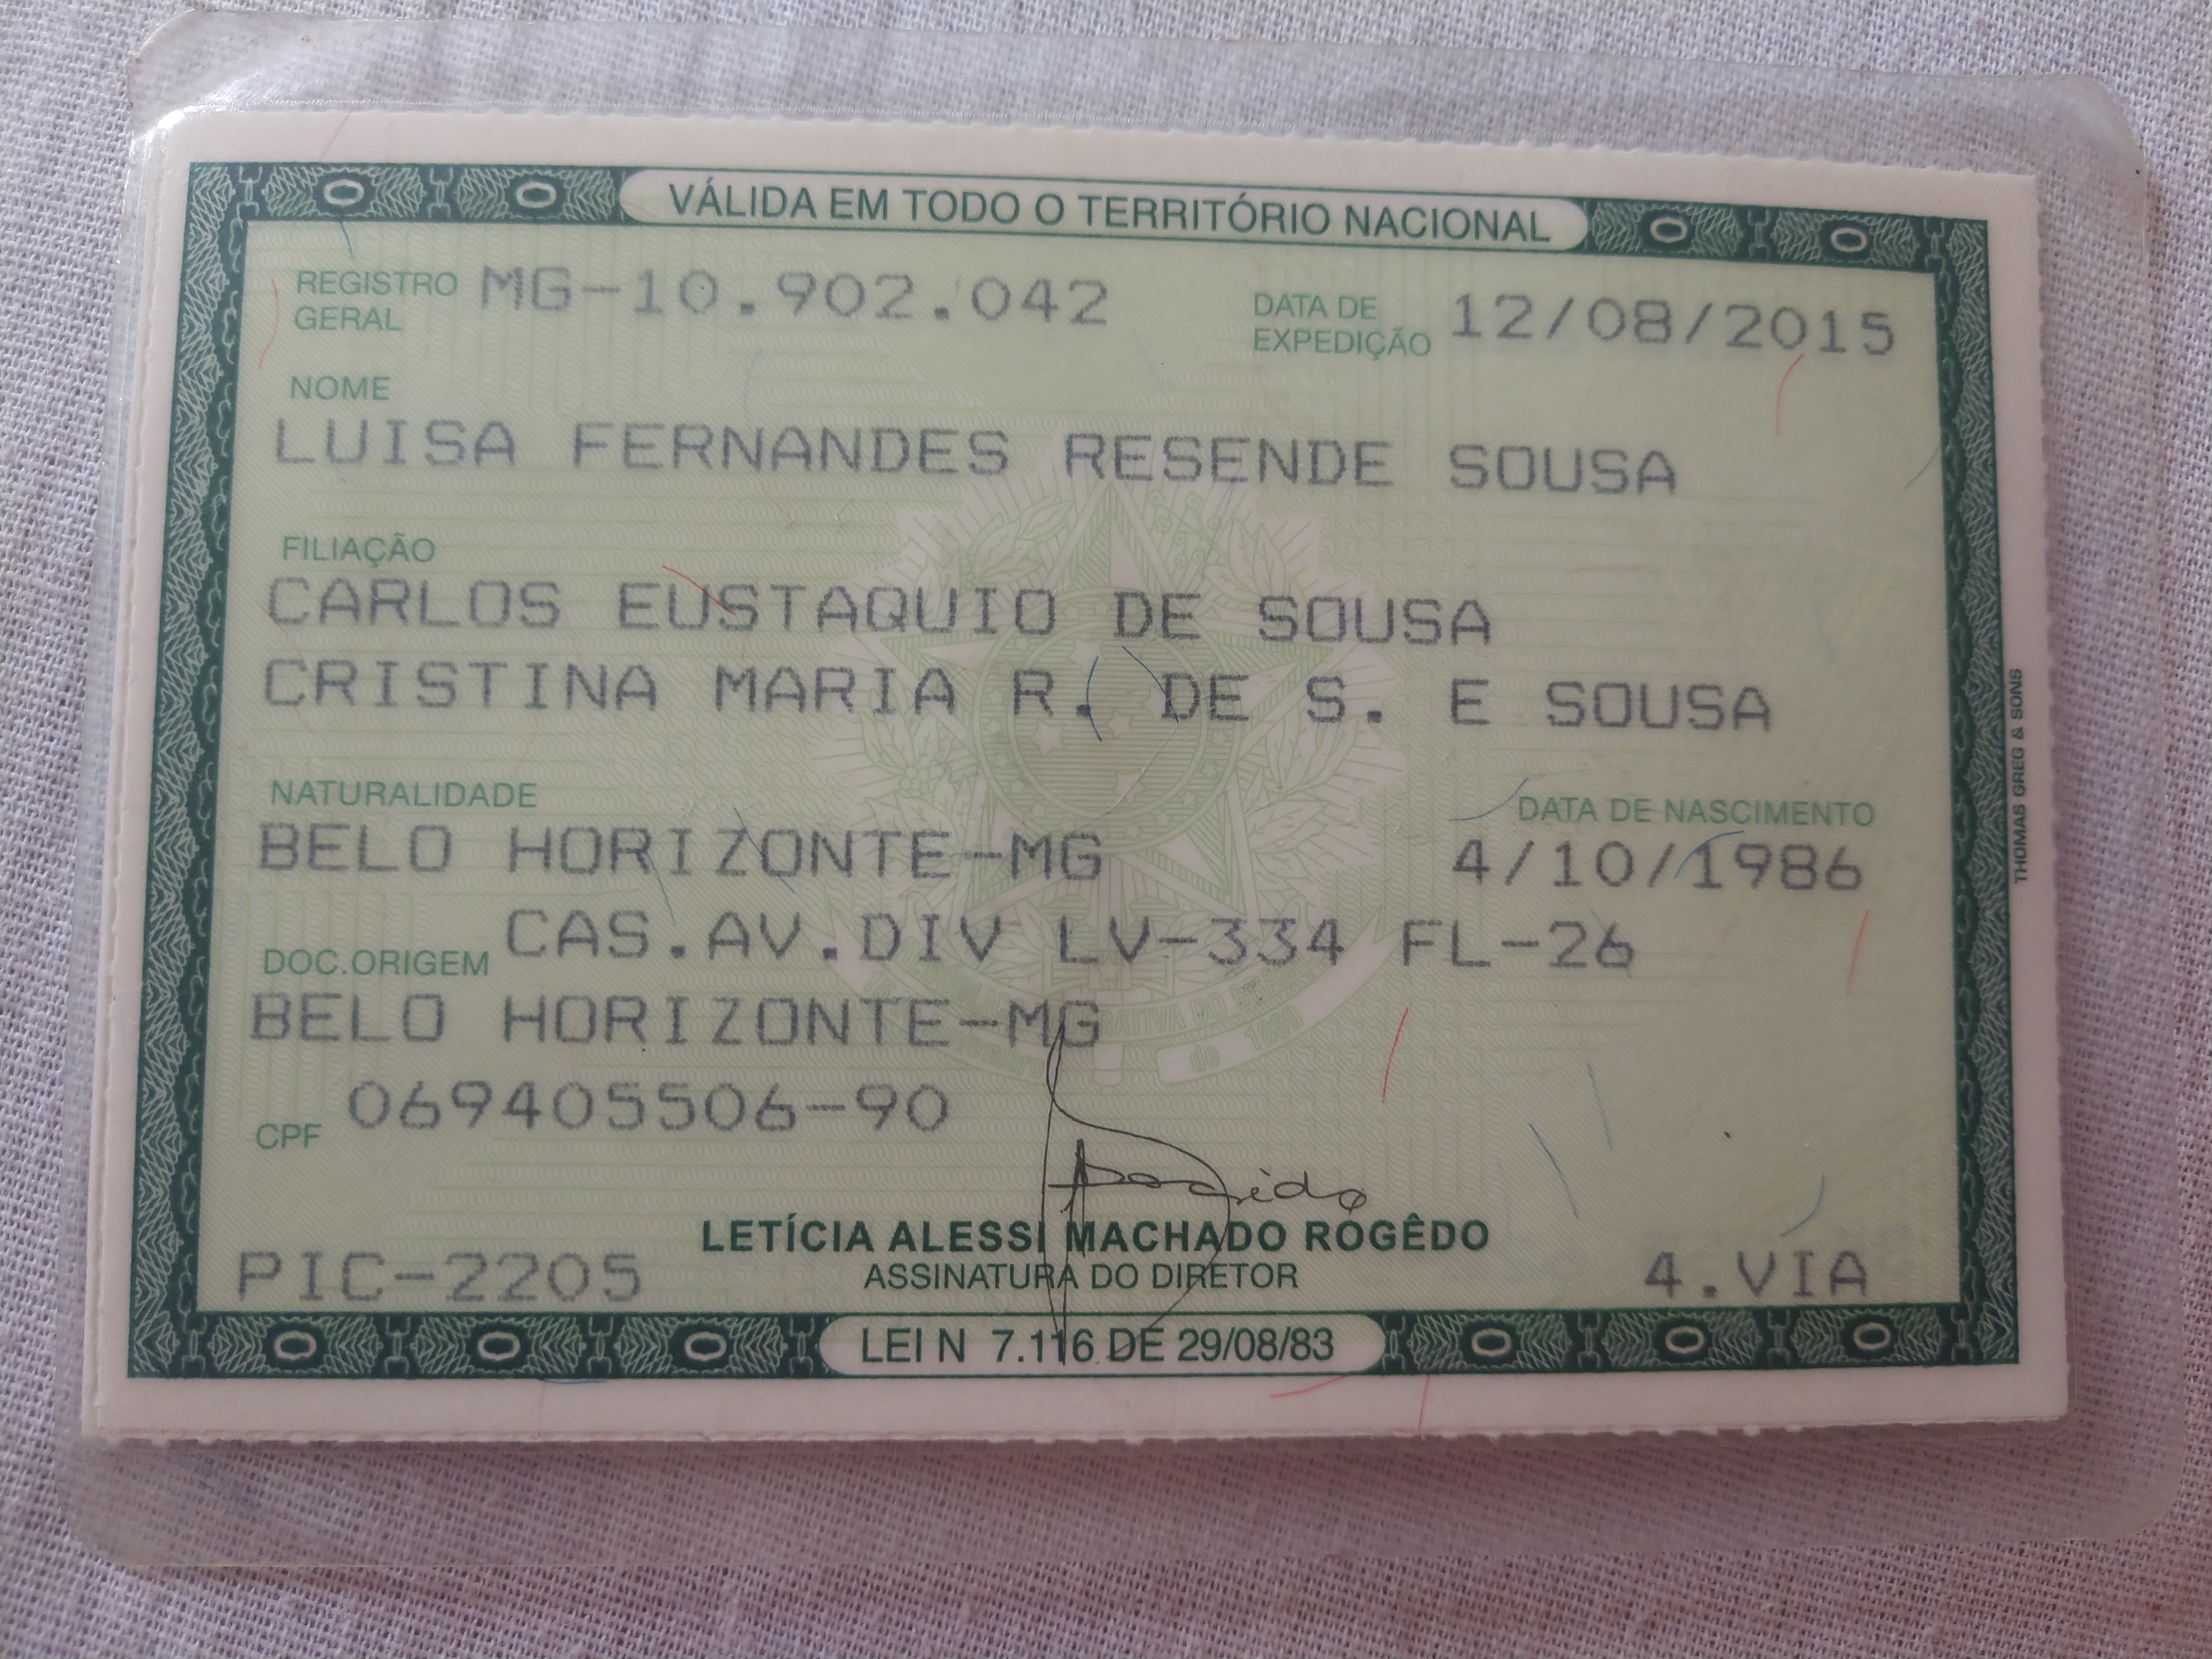 VÁLIDA EM TODO O TERRITÓRIO NACIONAL
REGISTRO GERAL MG-10.902.042 DATA DE EXPEDIÇÃO 12/08/2015
NOME
LUISA FERNANDES RESENDE SOUSA
FILIAÇÃO
CARLOS EUSTAQUIO DE SOUSA
CRISTINA MARIA R. DE S. E SOUSA
NATURALIDADE DATA DE NASCIMENTO
BELO HORIZONTE-MG 4/10/1986
DOC.ORIGEM CAS.AV.DIV LV-334 FL-26
BELO HORIZONTE-MG
CPF 069405506-90
LETÍCIA ALESSI MACHADO ROGÊDO
PIC-2205 ASSINATURA DO DIRETOR 4.VIA
LEI N 7.116 DE 29/08/83
THOMAS GREG & SONS